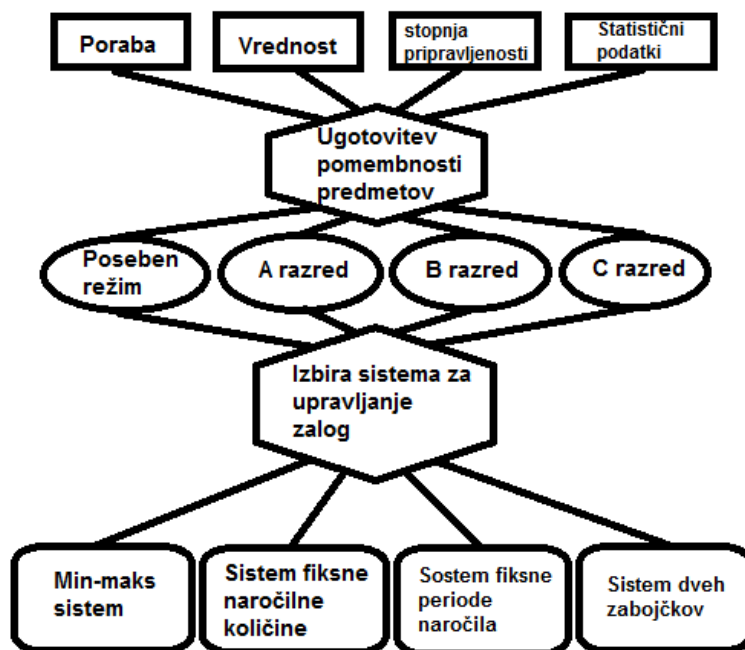 Poraba
Vrednost
stopnja
pripravljenosti
Statistični
podatki
Ugotovitev
pomembnosti
predmetov
Poseben
režim
A razred
B razred
C razred
Izbira sistema za
upravljanje
zalog
Min-maks
sistem
Sistem fiksne
naročilne
količine
Sostem fiksne
periode
naročila
Sistem dveh
zabojčkov